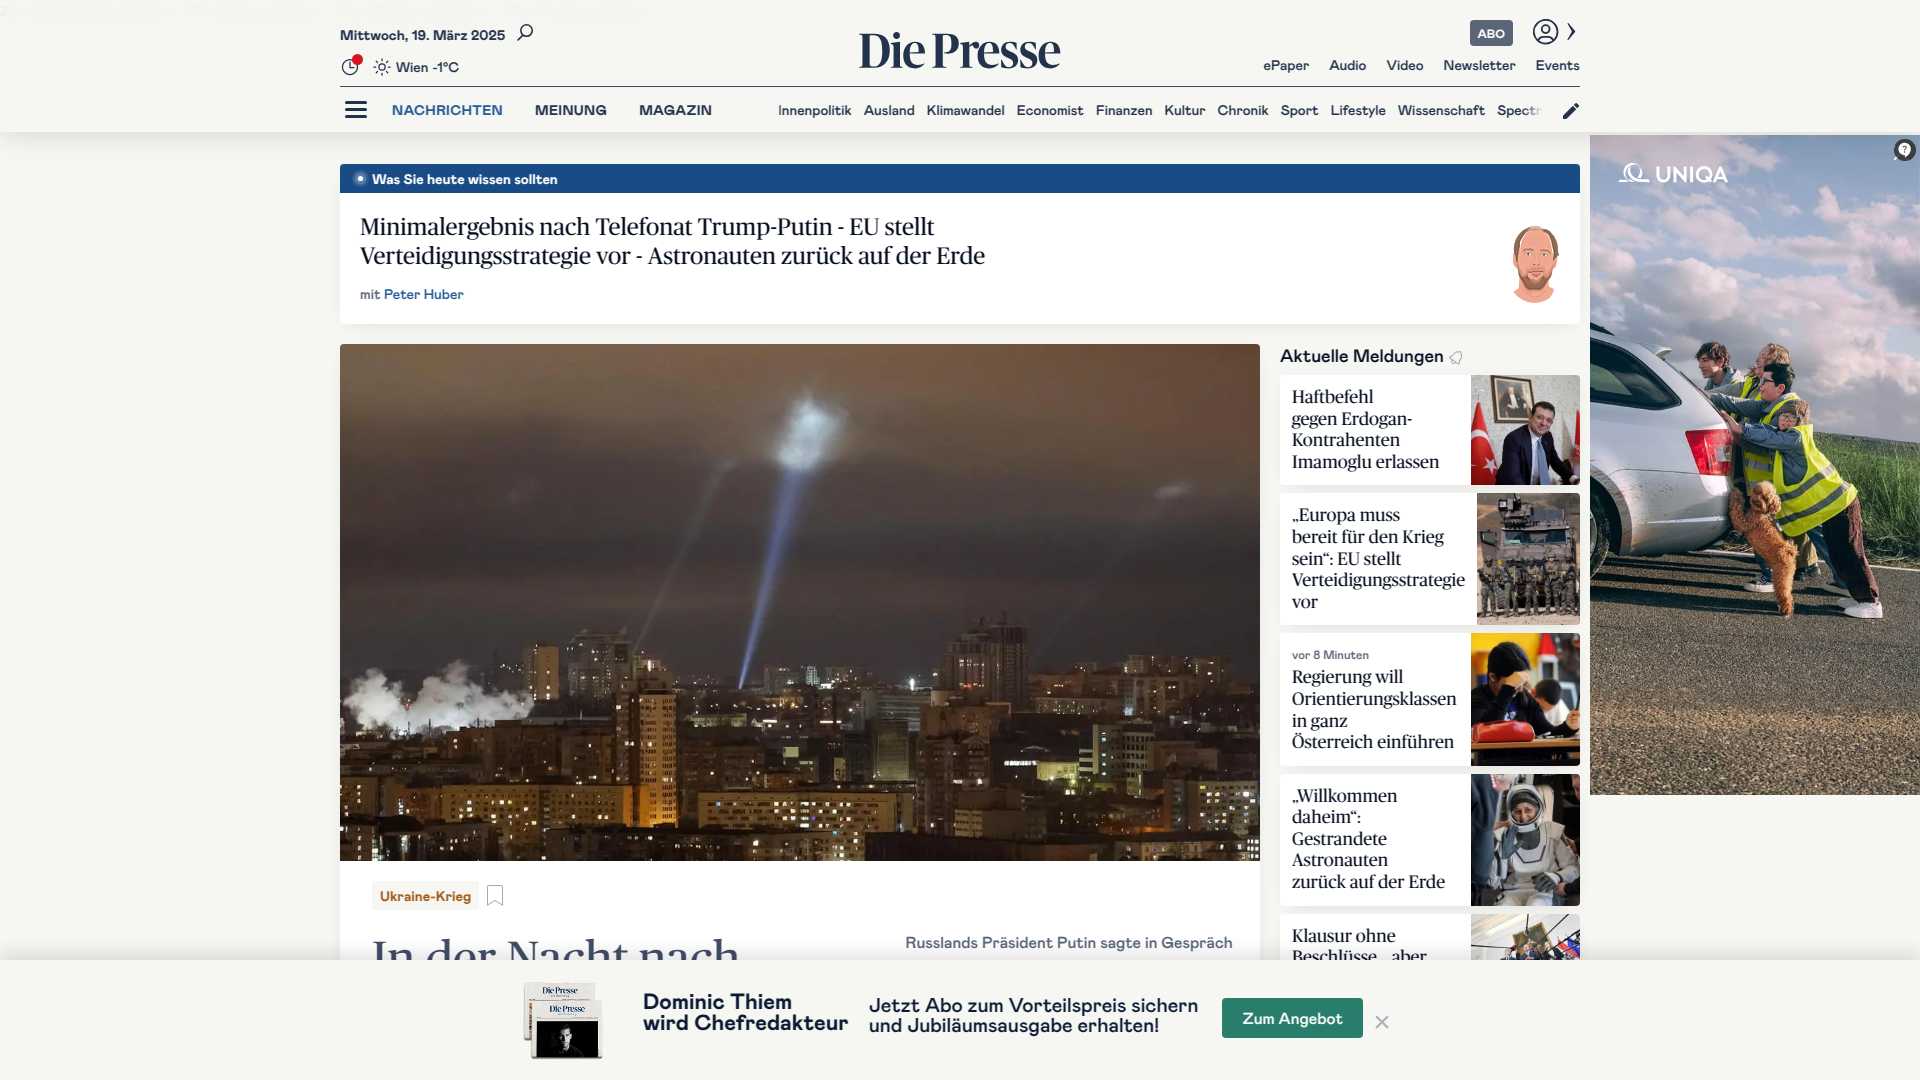 Mittwoch, 19. März 2025
Wien -1°C
Die Presse
ABO
ePaper Audio Video Newsletter Events
NACHRICHTEN MEINUNG MAGAZIN
Innenpolitik Ausland Klimawandel Economist Finanzen Kultur Chronik Sport Lifestyle Wissenschaft Spectr
Was Sie heute wissen sollten
Minimalergebnis nach Telefonat Trump-Putin - EU stellt
Verteidigungsstrategie vor - Astronauten zurück auf der Erde
mit Peter Huber
UNIQA
Aktuelle Meldungen
Haftbefehl
gegen Erdogan-
Kontrahenten
Imamoglu erlassen
„Europa muss
bereit für den Krieg
sein“: EU stellt
Verteidigungsstrategie
vor
vor 8 Minuten
Regierung will
Orientierungsklassen
in ganz
Österreich einführen
„Willkommen
daheim“:
Gestrandete
Astronauten
zurück auf der Erde
Klausur ohne
Beschlüsse, „aber
Ukraine-Krieg
In der Nacht nach
Russlands Präsident Putin sagte in Gespräch
Die Presse
Die Presse
Dominic Thiem
wird Chefredakteur
Jetzt Abo zum Vorteilspreis sichern
und Jubiläumsausgabe erhalten!
Zum Angebot